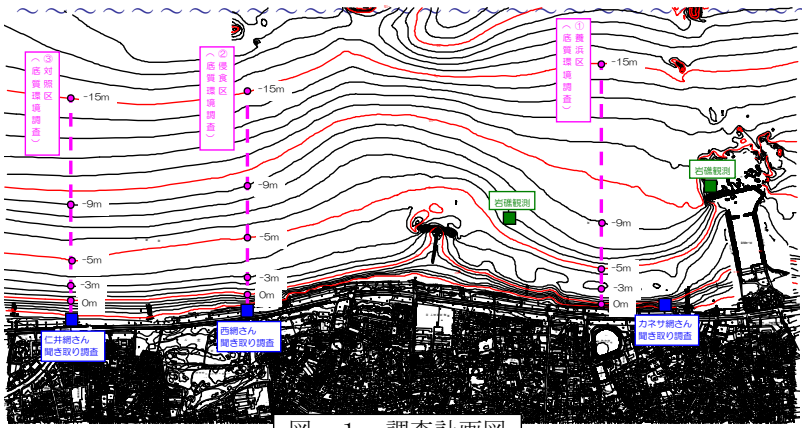 ③対照区
（底質環境調査）
②侵食区
（底質環境調査）
①養浜区
（底質環境調査）
-15m
-9m
-5m
-3m
0m
-15m
-9m
-5m
-3m
0m
-15m
-9m
-5m
-3m
0m
岩礁観測
岩礁観測
仁井網さん
聞き取り調査
西網さん
聞き取り調査
カネサ網さん
聞き取り調査
図－１　調査計画図